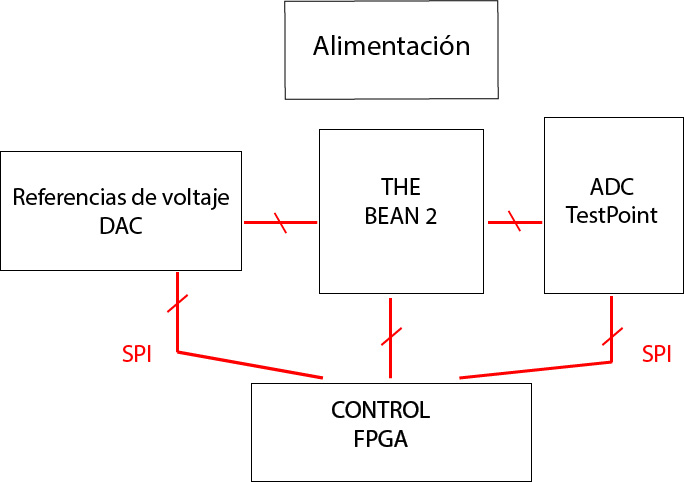 Alimentación
Referencias de voltaje
DAC
THE
BEAN 2
ADC
TestPoint
SPI
SPI
CONTROL
FPGA